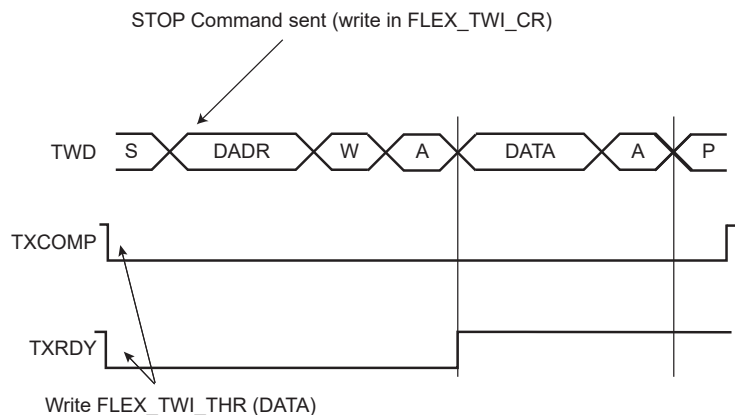 STOP Command sent (write in FLEX_TWI_CR)
TWD S DADR W A DATA A P
TXCOMP
TXRDY
Write FLEX_TWI_THR (DATA)